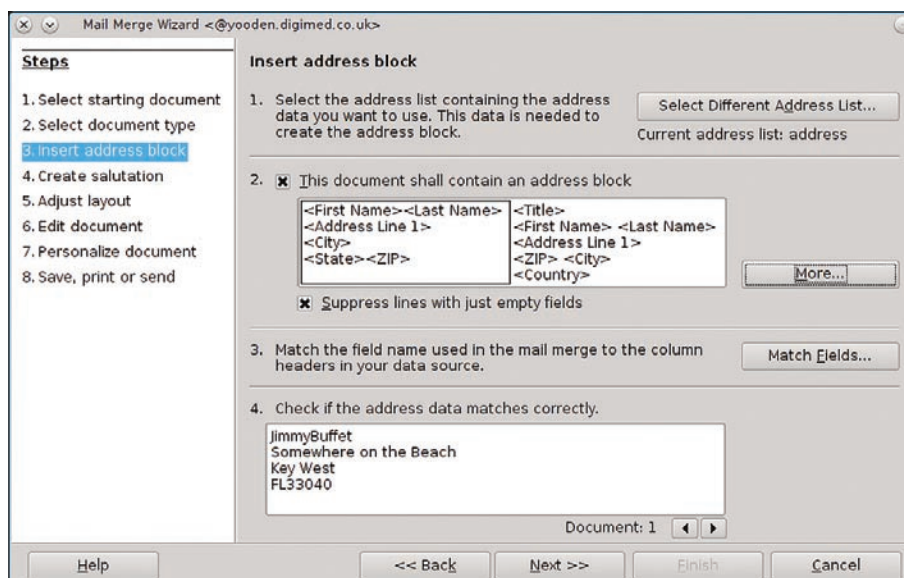 Mail Merge Wizard <@yooden.digimed.co.uk>
Steps
1. Select starting document
2. Select document type
3. Insert address block
4. Create salutation
5. Adjust layout
6. Edit document
7. Personalize document
8. Save, print or send
Insert address block
1. Select the address list containing the address
data you want to use. This data is needed to
create the address block.
Select Different Address List...
Current address list: address
2. This document shall contain an address block
<First Name><Last Name>
<Address Line 1>
<City>
<State><ZIP>
<Title>
<First Name> <Last Name>
<Address Line 1>
<ZIP> <City>
<Country>
More...
Suppress lines with just empty fields
3. Match the field name used in the mail merge to the column
headers in your data source.
Match Fields...
4. Check if the address data matches correctly.
JimmyBuffet
Somewhere on the Beach
Key West
FL33040
Document: 1
Help
<< Back
Next >>
Finish
Cancel